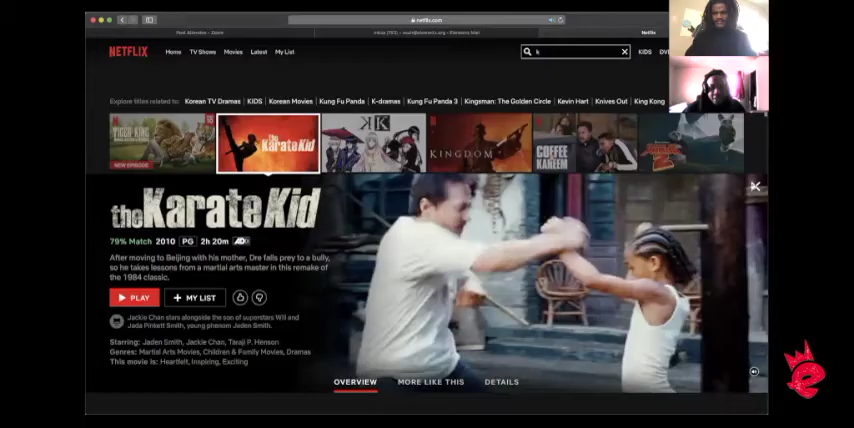 netflix.com
Netflix
NETFLIX
Home TV Shows Movies Latest My List
k
KIDS
Explore titles related to: Korean TV Dramas | KIDS | Korean Movies | Kung Fu Panda | K-dramas | Kung Fu Panda 3 | Kingsman: The Golden Circle | Kevin Hart | Knives Out | King Kong
TIGER KING
NEW EPISODE
the Karate Kid
K
KINGDOM
COFFEE & KAREEM
2
the Karate Kid
79% Match 2010 PG 2h 20m AD
After moving to Beijing with his mother, Dre falls prey to a bully,
so he takes lessons from a martial arts master in this remake of
the 1984 classic.
PLAY
+ MY LIST
Jackie Chan stars alongside the son of superstars Will and
Jada Pinkett Smith, young phenom Jaden Smith.
Starring: Jaden Smith, Jackie Chan, Taraji P. Henson
Genres: Martial Arts Movies, Children & Family Movies, Dramas
This movie is: Heartfelt, Inspiring, Exciting
OVERVIEW MORE LIKE THIS DETAILS
e